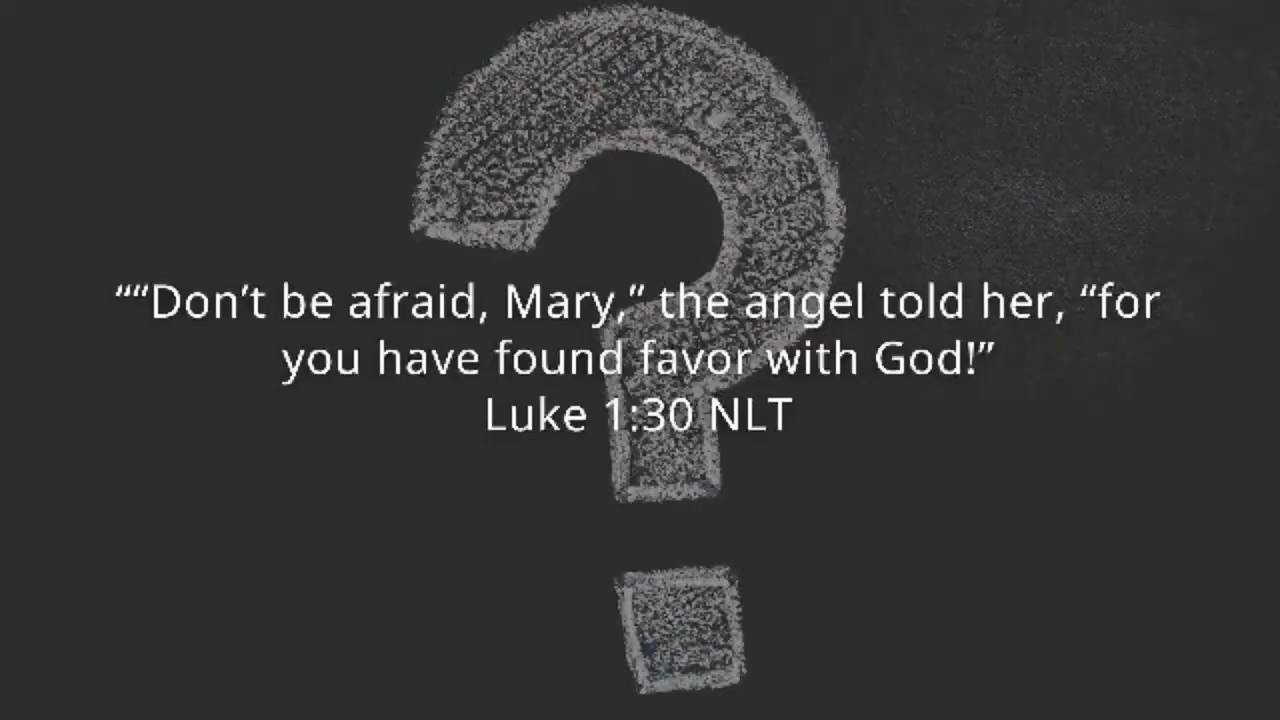 ““Don’t be afraid, Mary,” the angel told her, “for
you have found favor with God!”
Luke 1:30 NLT